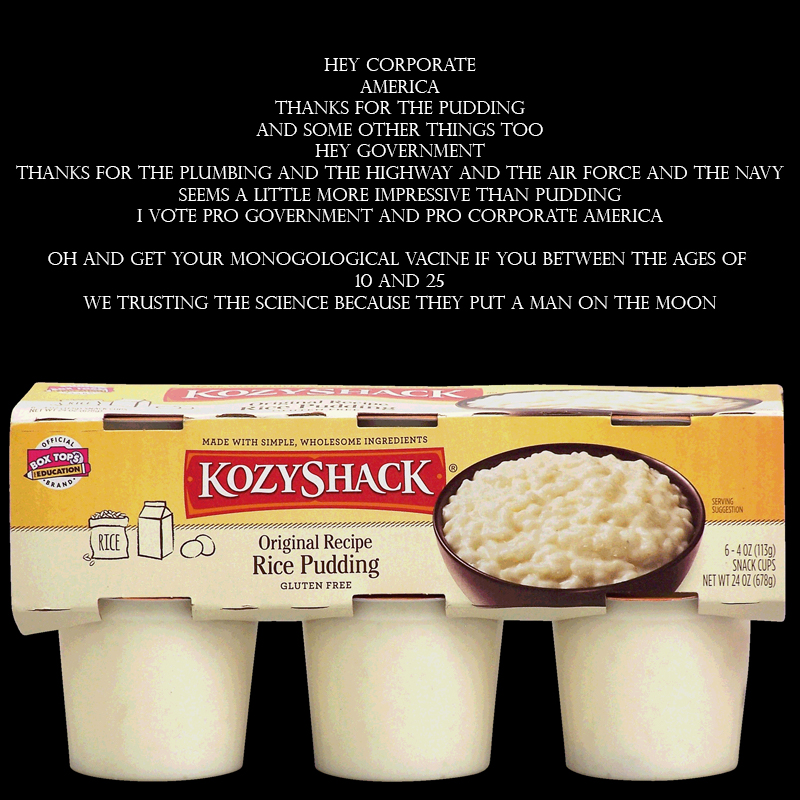 HEY CORPORATE
AMERICA
THANKS FOR THE PUDDING
AND SOME OTHER THINGS TOO
HEY GOVERNMENT
THANKS FOR THE PLUMBING AND THE HIGHWAY AND THE AIR FORCE AND THE NAVY
SEEMS A LITTLE MORE IMPRESSIVE THAN PUDDING
I VOTE PRO GOVERNMENT AND PRO CORPORATE AMERICA
OH AND GET YOUR MONOGOLOGICAL VACINE IF YOU BETWEEN THE AGES OF
10 AND 25
WE TRUSTING THE SCIENCE BECAUSE THEY PUT A MAN ON THE MOON
KOZYSHACK
Original Recipe
Rice Pudding
MADE WITH SIMPLE, WHOLESOME INGREDIENTS
KOZYSHACK®
OFFICIAL
BOX TOPS
FOR EDUCATION
BRAND
RICE
Original Recipe
Rice Pudding
GLUTEN FREE
SERVING
SUGGESTION
6 - 4 OZ (113g)
SNACK CUPS
NET WT 24 OZ (678g)